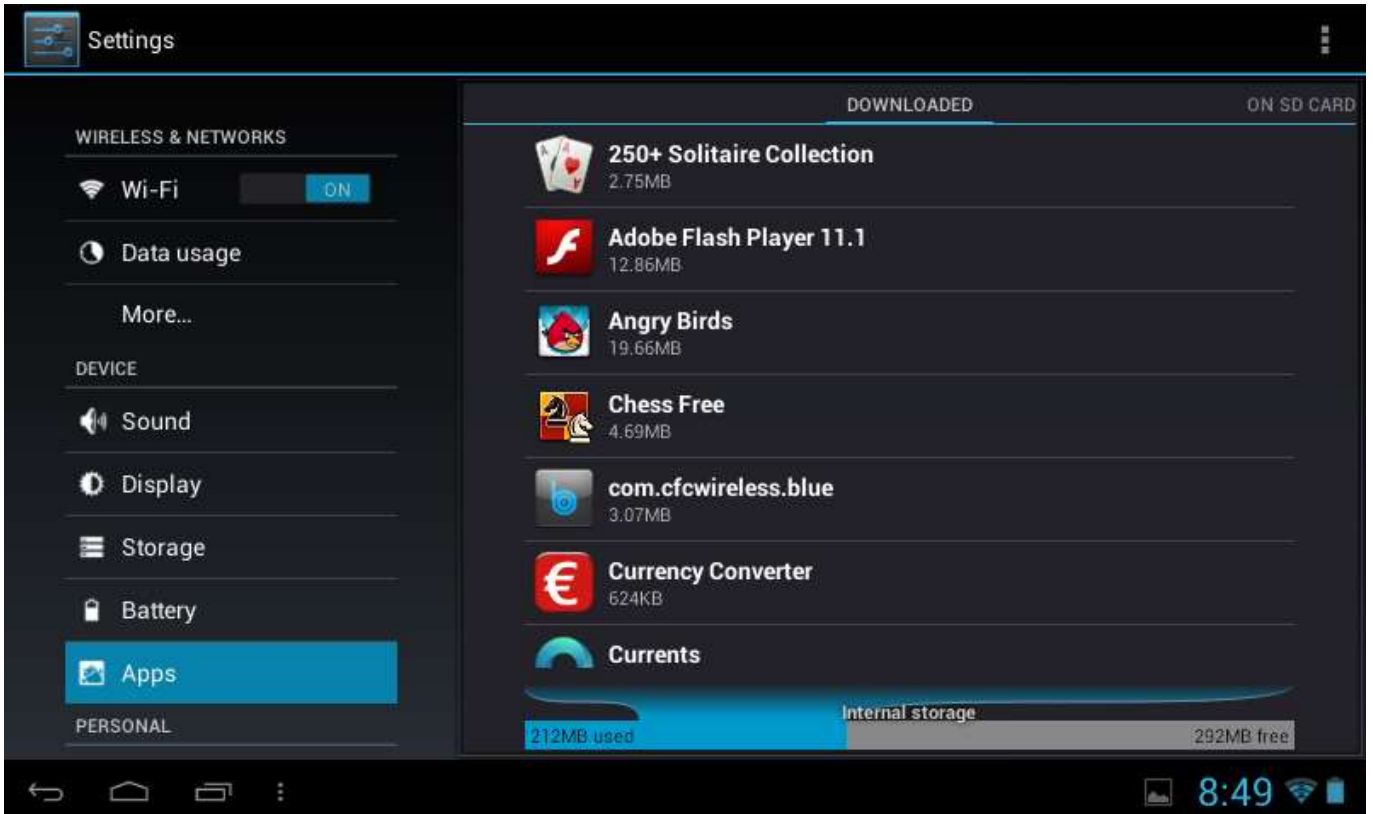 Settings
WIRELESS & NETWORKS
Wi-Fi ON
Data usage
More...
DEVICE
Sound
Display
Storage
Battery
Apps
PERSONAL
DOWNLOADED
ON SD CARD
250+ Solitaire Collection
2.75MB
Adobe Flash Player 11.1
12.86MB
Angry Birds
19.66MB
Chess Free
4.69MB
com.cfcwireless.blue
3.07MB
Currency Converter
624KB
Currents
Internal storage
212MB used
292MB free
8:49